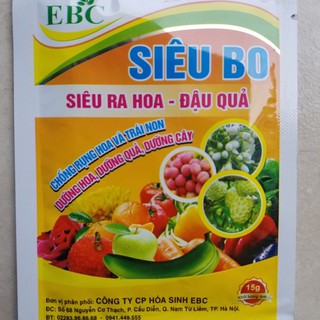 EBC
SIÊU BO
SIÊU RA HOA - ĐẬU QUẢ
CHỐNG RỤNG HOA VÀ TRÁI NON
DƯỠNG HOA, DƯỠNG QUẢ, DƯỠNG CÂY
15g
Đơn vị phân phối: CÔNG TY CP HÓA SINH EBC
ĐC: Số 68 Nguyễn Cơ Thạch, P. Cầu Diễn, Q. Nam Từ Liêm, TP. Hà Nội.